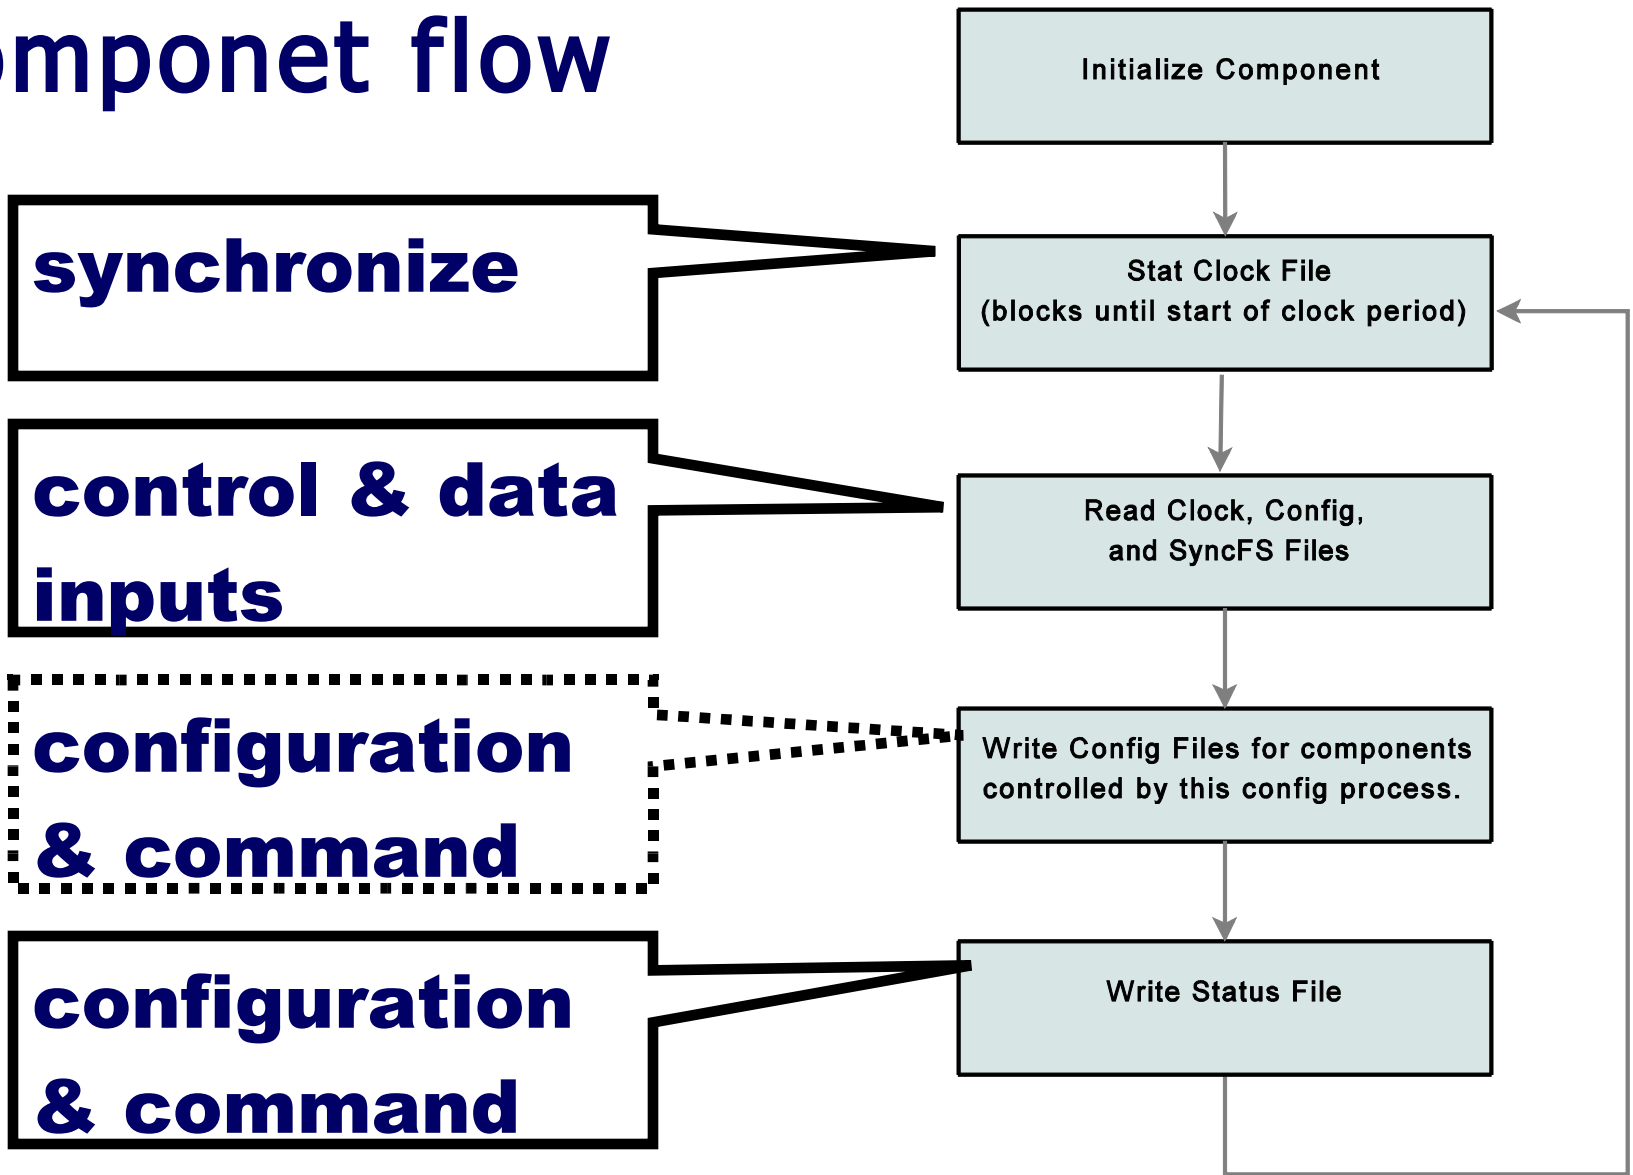 omponet flow
Initialize Component
synchronize
Stat Clock File
(blocks until start of clock period)
control & data
inputs
Read Clock, Config,
and SyncFS Files
configuration
& command
Write Config Files for components
controlled by this config process.
configuration
& command
Write Status File